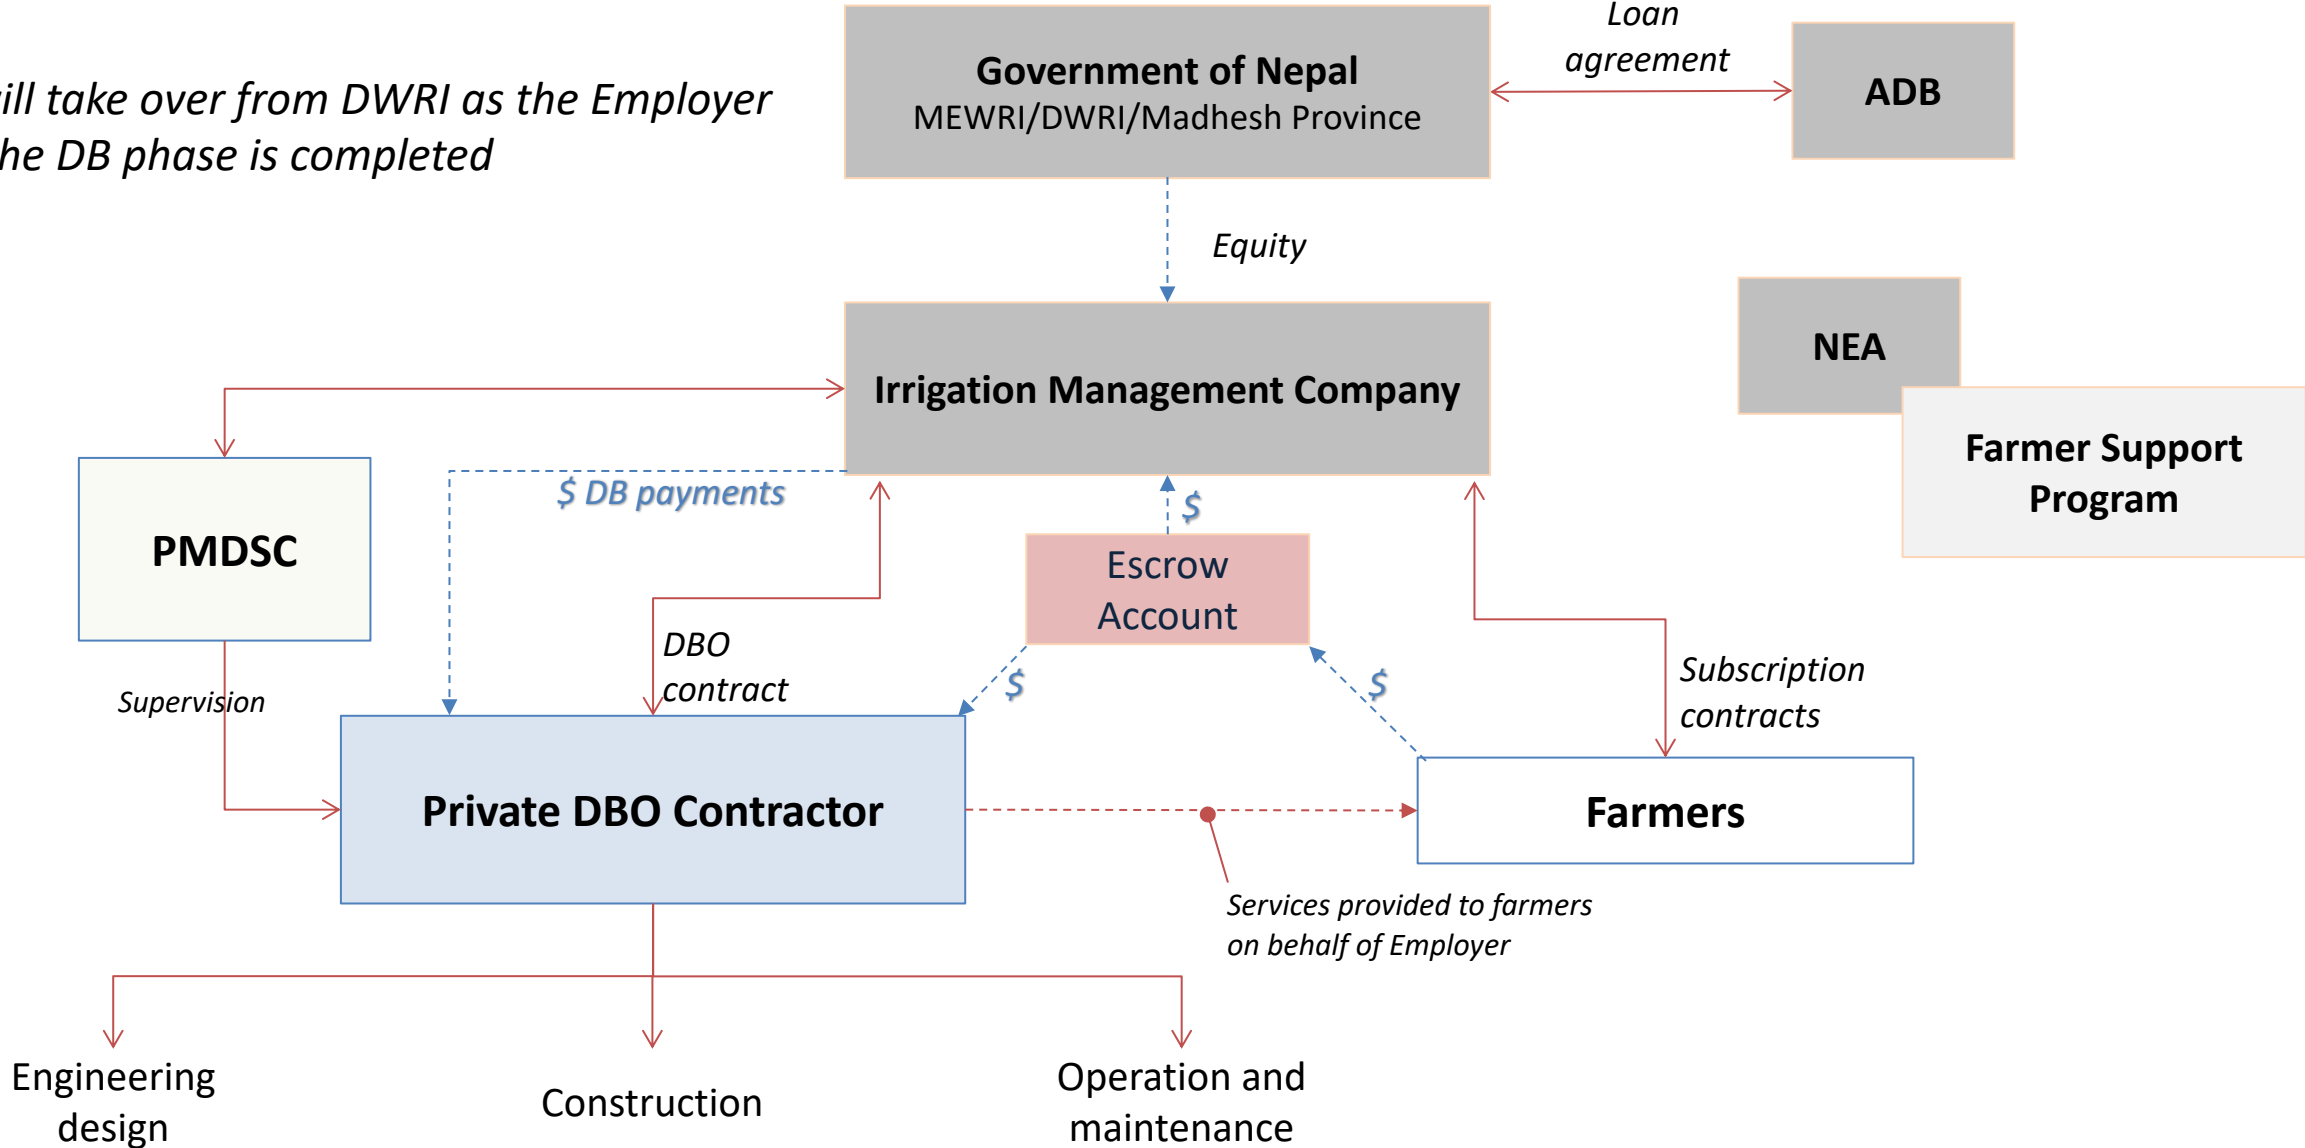 Loan
agreement
Government of Nepal
MEWRI/DWRI/Madhesh Province
ADB
take over from DWRI as the Employer
DB phase is completed
Equity
NEA
Irrigation Management Company
Farmer Support
Program
$ DB payments
$
PMDSC
Escrow
Account
DBO
contract
$
$
Subscription
contracts
Supervision
Private DBO Contractor
Farmers
Services provided to farmers
on behalf of Employer
Engineering
design
Construction
Operation and
maintenance